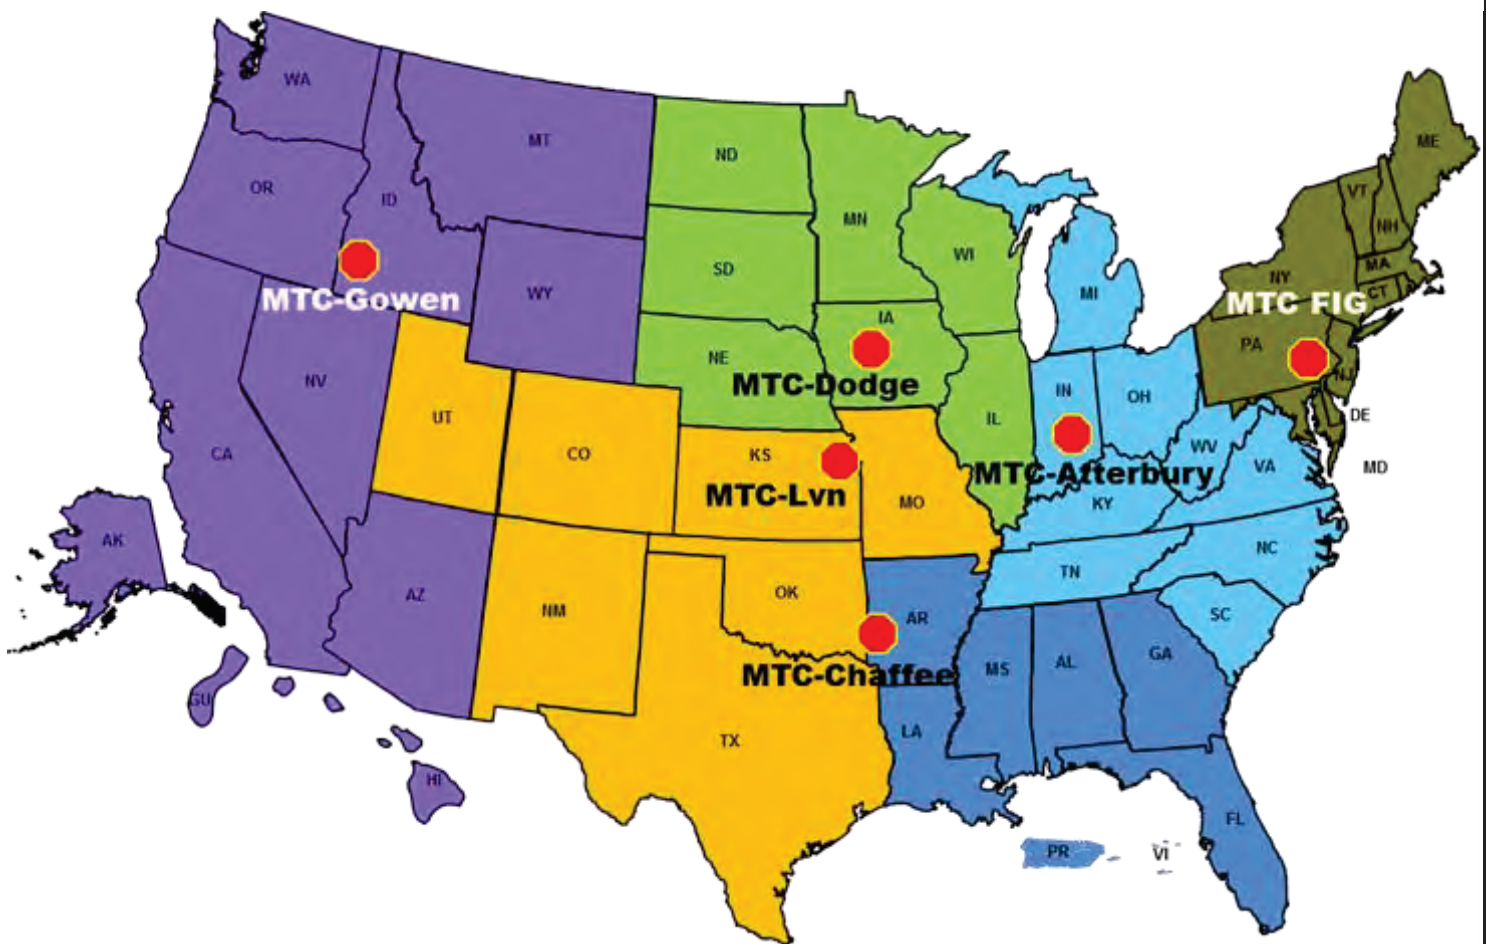 WA
MT
ND
ME
OR
ID
MN
VT
NH
WI
MA
SD
NY
CT
WY
MI
MTC-Gowen
MTC FIG
IA
NE
PA
NJ
MTC-Dodge
NV
IN
OH
DE
UT
IL
CA
CO
KS
WV
VA
MD
MTC-Atterbury
MTC-Lvn
MO
KY
AK
NC
TN
AZ
OK
NM
AR
SC
GA
AL
MS
MTC-Chaffee
GU
LA
TX
HI
FL
PR
VI